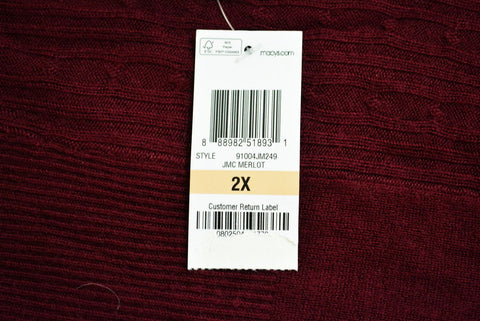 macys.com
8 88982 51893 1
STYLE 91004JM249
JMC MERLOT
2X
Customer Return Label